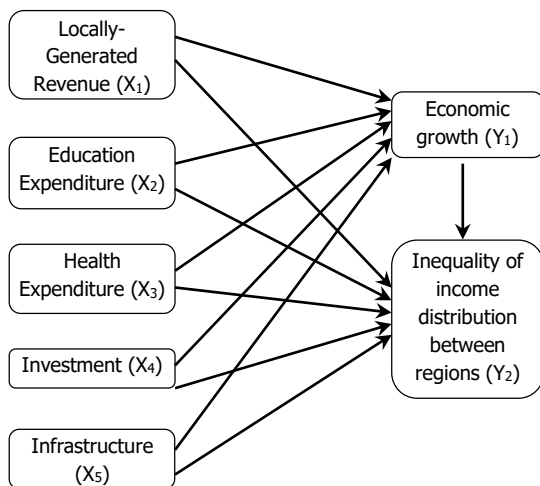 Locally-
Generated
Revenue (X₁)
Education
Expenditure (X₂)
Health
Expenditure (X₃)
Investment (X₄)
Infrastructure
(X₅)
Economic
growth (Y₁)
Inequality of
income
distribution
between
regions (Y₂)